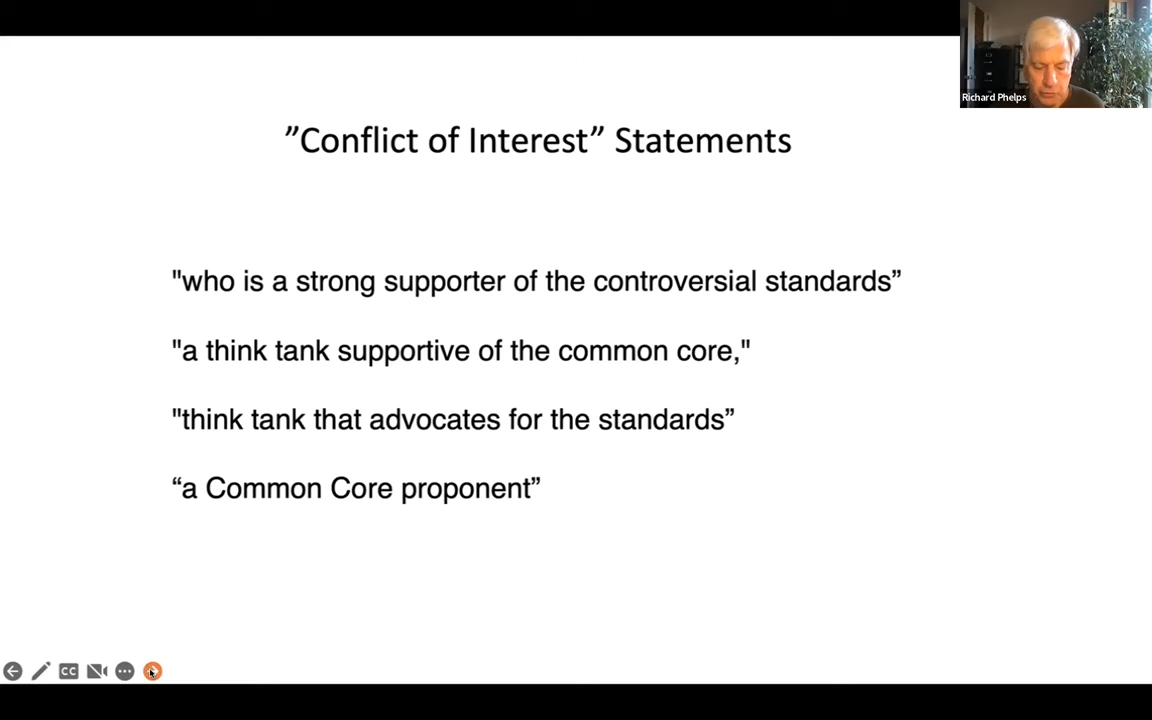 Richard Phelps
”Conflict of Interest” Statements
"who is a strong supporter of the controversial standards”
"a think tank supportive of the common core,"
"think tank that advocates for the standards”
“a Common Core proponent”
CC